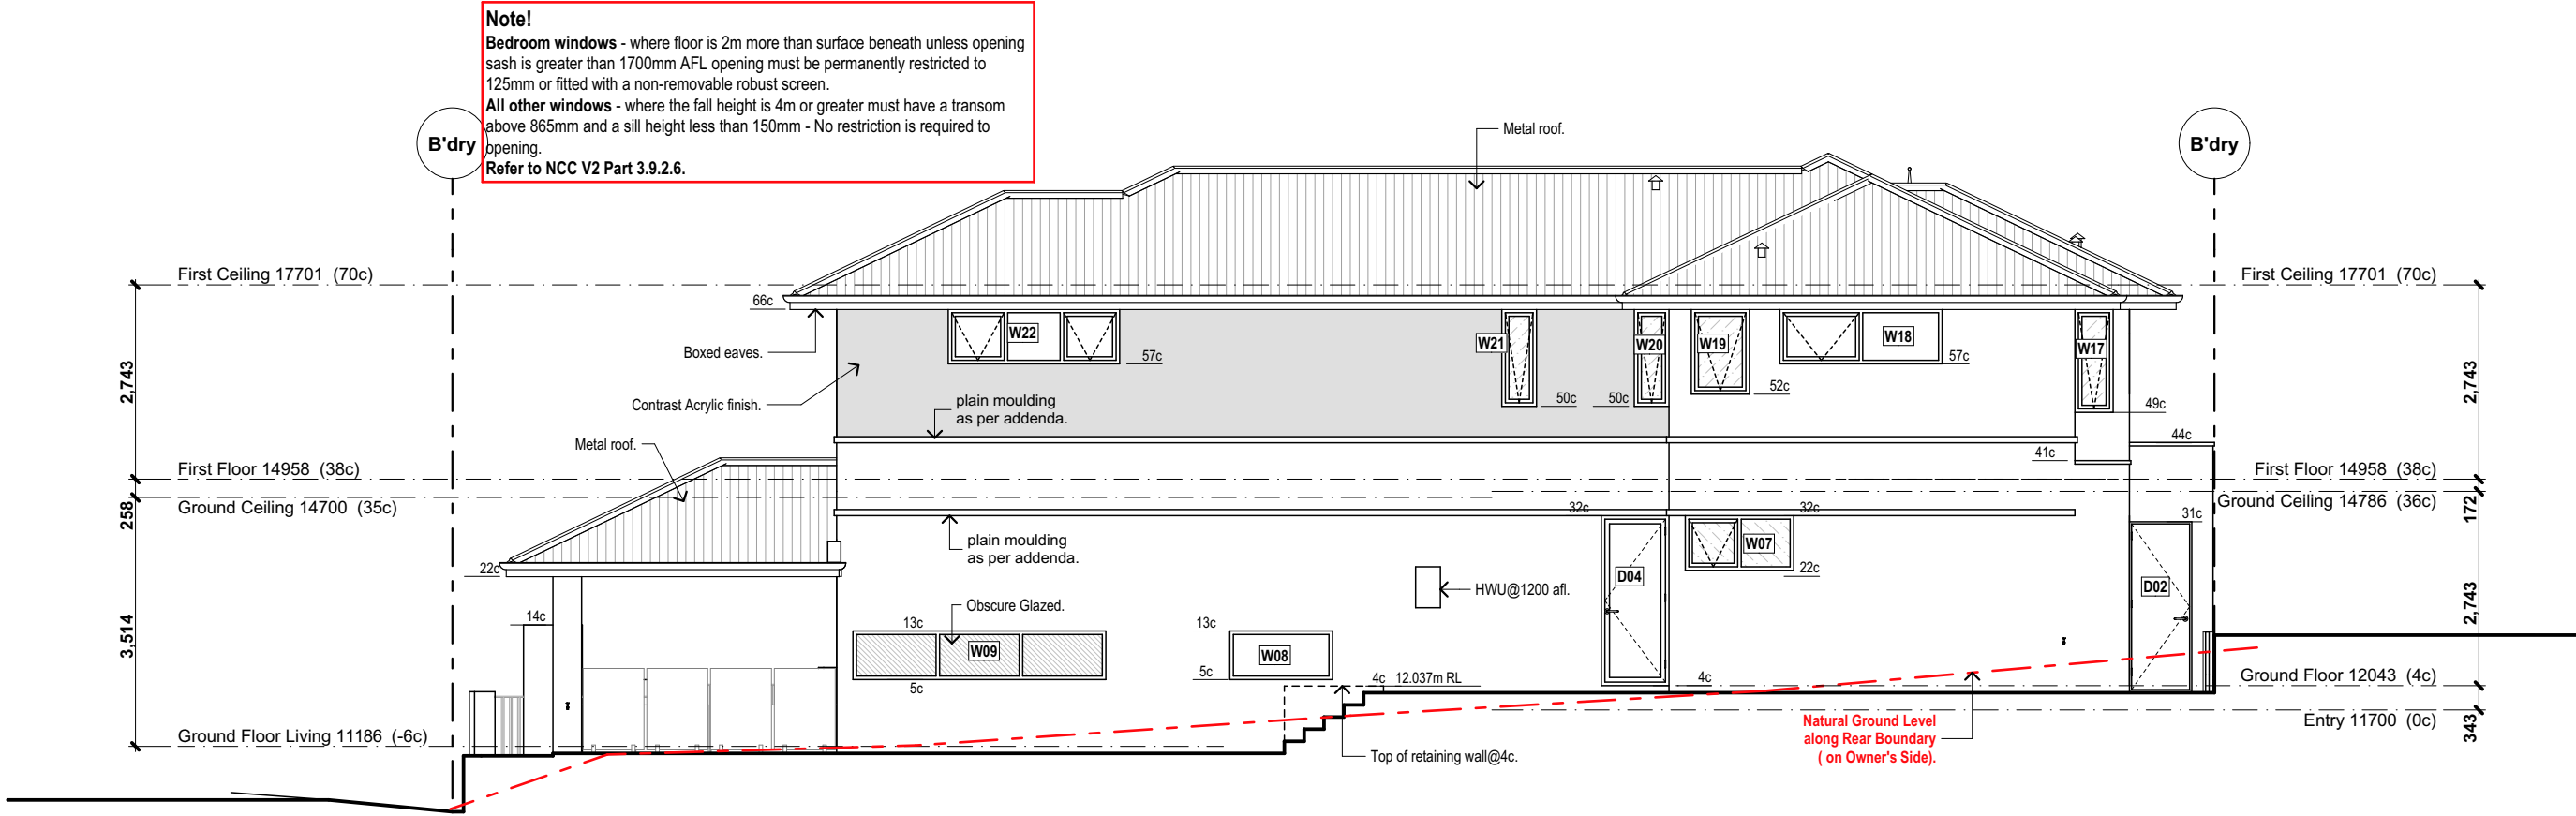 Note!
Bedroom windows - where floor is 2m more than surface beneath unless opening
sash is greater than 1700mm AFL opening must be permanently restricted to
125mm or fitted with a non-removable robust screen.
All other windows - where the fall height is 4m or greater must have a transom
above 865mm and a sill height less than 150mm - No restriction is required to
opening.
Refer to NCC V2 Part 3.9.2.6.
B'dry
B'dry
Metal roof.
First Ceiling 17701 (70c)
First Ceiling 17701 (70c)
66c
W22
W21
W20
W19
W18
W17
Boxed eaves.
57c
57c
2,743
2,743
52c
Contrast Acrylic finish.
plain moulding
as per addenda.
50c
50c
49c
Metal roof.
44c
41c
First Floor 14958 (38c)
First Floor 14958 (38c)
258
Ground Ceiling 14700 (35c)
172
Ground Ceiling 14786 (36c)
32c
32c
31c
plain moulding
as per addenda.
W07
22c
22c
D04
D02
HWU@1200 afl.
Obscure Glazed.
14c
13c
13c
3,514
2,743
W09
W08
5c
5c
4c 12.037m RL
4c
Ground Floor 12043 (4c)
Natural Ground Level
along Rear Boundary
( on Owner's Side).
Entry 11700 (0c)
343
Ground Floor Living 11186 (-6c)
Top of retaining wall@4c.